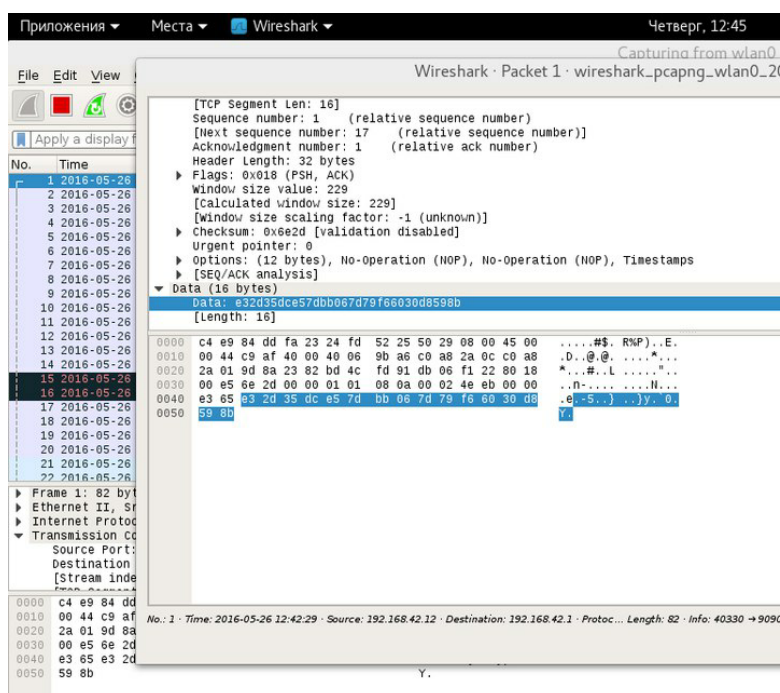 Приложения ▾ Места ▾ Wireshark ▾ Четверг, 12:45
Capturing from wlan0
File Edit View
Wireshark · Packet 1 · wireshark_pcapng_wlan0_20
Apply a display f
No. Time
1 2016-05-26
2 2016-05-26
3 2016-05-26
4 2016-05-26
5 2016-05-26
6 2016-05-26
7 2016-05-26
8 2016-05-26
9 2016-05-26
10 2016-05-26
11 2016-05-26
12 2016-05-26
13 2016-05-26
14 2016-05-26
15 2016-05-26
16 2016-05-26
17 2016-05-26
18 2016-05-26
19 2016-05-26
20 2016-05-26
21 2016-05-26
22 2016-05-26
Frame 1: 82 byt
Ethernet II, Sr
Internet Protoc
Transmission Co
Source Port:
Destination
[Stream inde
0000 c4 e9 84 dd
0010 00 44 c9 af
0020 2a 01 9d 8a
0030 00 e5 6e 2d
0040 e3 65 e3 2d
0050 59 8b Y.
[TCP Segment Len: 16]
Sequence number: 1 (relative sequence number)
[Next sequence number: 17 (relative sequence number)]
Acknowledgment number: 1 (relative ack number)
Header Length: 32 bytes
Flags: 0x018 (PSH, ACK)
Window size value: 229
[Calculated window size: 229]
[Window size scaling factor: -1 (unknown)]
Checksum: 0x6e2d [validation disabled]
Urgent pointer: 0
Options: (12 bytes), No-Operation (NOP), No-Operation (NOP), Timestamps
[SEQ/ACK analysis]
Data (16 bytes)
Data: e32d35dce57dbb067d79f66030d8598b
[Length: 16]
0000 c4 e9 84 dd fa 23 24 fd 52 25 50 29 08 00 45 00 .....#$. R%P)..E.
0010 00 44 c9 af 40 00 40 06 9b a6 c0 a8 2a 0c c0 a8 .D..@.@. ....*...
0020 2a 01 9d 8a 23 82 bd 4c fd 91 db 06 f1 22 80 18 *...#..L ....."..
0030 00 e5 6e 2d 00 00 01 01 08 0a 00 02 4e eb 00 00 ..n-.... ....N...
0040 e3 65 e3 2d 35 dc e5 7d bb 06 7d 79 f6 60 30 d8 .e.-5..} ..}y.`0.
0050 59 8b Y.
No.: 1 · Time: 2016-05-26 12:42:29 · Source: 192.168.42.12 · Destination: 192.168.42.1 · Protoc... Length: 82 · Info: 40330 → 9090